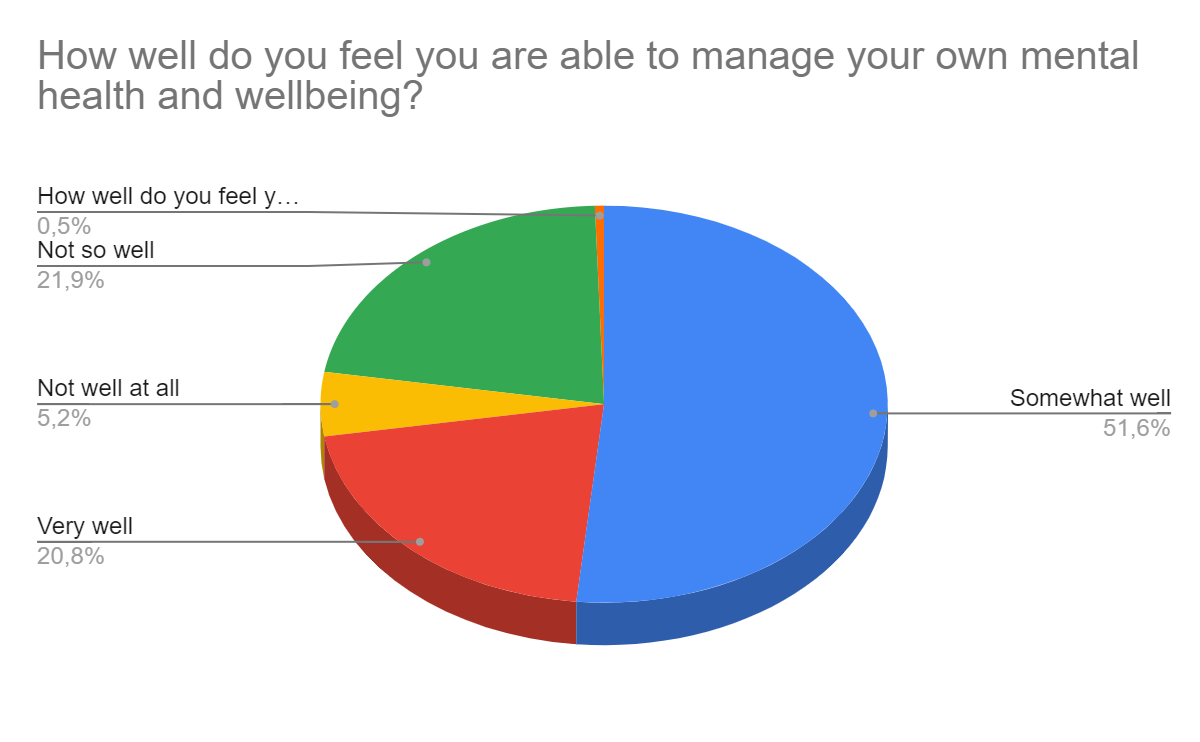 How well do you feel you are able to manage your own mental
health and wellbeing?
How well do you feel y…
0,5%
Not so well
21,9%
Not well at all
5,2%
Very well
20,8%
Somewhat well
51,6%